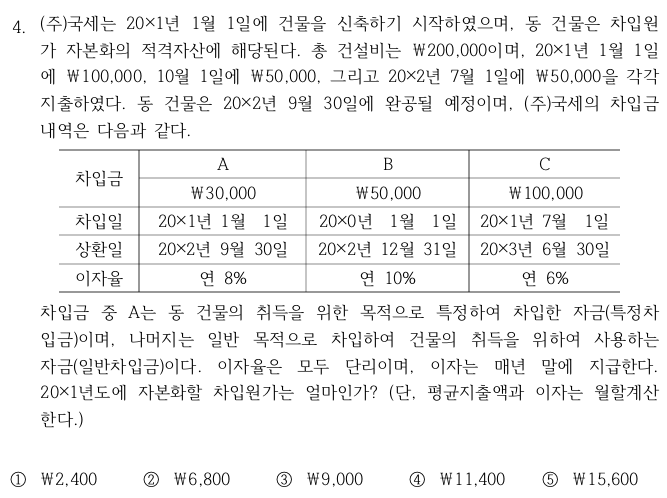 4. (주)국세는 20×1년 1월 1일에 건물을 신축하기 시작하였으며, 동 건물은 차입원
가 자본화의 적격자산에 해당된다. 총 건설비는 ₩200,000이며, 20×1년 1월 1일
에 ₩100,000, 10월 1일에 ₩50,000, 그리고 20×2년 7월 1일에 ₩50,000을 각각
지출하였다. 동 건물은 20×2년 9월 30일에 완공될 예정이며, (주)국세의 차입금
내역은 다음과 같다.
차입금 A B C
₩30,000 ₩50,000 ₩100,000
차입일 20×1년 1월 1일 20×0년 1월 1일 20×1년 7월 1일
상환일 20×2년 9월 30일 20×2년 12월 31일 20×3년 6월 30일
이자율 연 8% 연 10% 연 6%
차입금 중 A는 동 건물의 취득을 위한 목적으로 특정하여 차입한 자금(특정차
입금)이며, 나머지는 일반 목적으로 차입하여 건물의 취득을 위하여 사용하는
자금(일반차입금)이다. 이자율은 모두 단리이며, 이자는 매년 말에 지급한다.
20×1년도에 자본화할 차입원가는 얼마인가? (단, 평균지출액과 이자는 월할계산
한다.)
① ₩2,400 ② ₩6,800 ③ ₩9,000 ④ ₩11,400 ⑤ ₩15,600